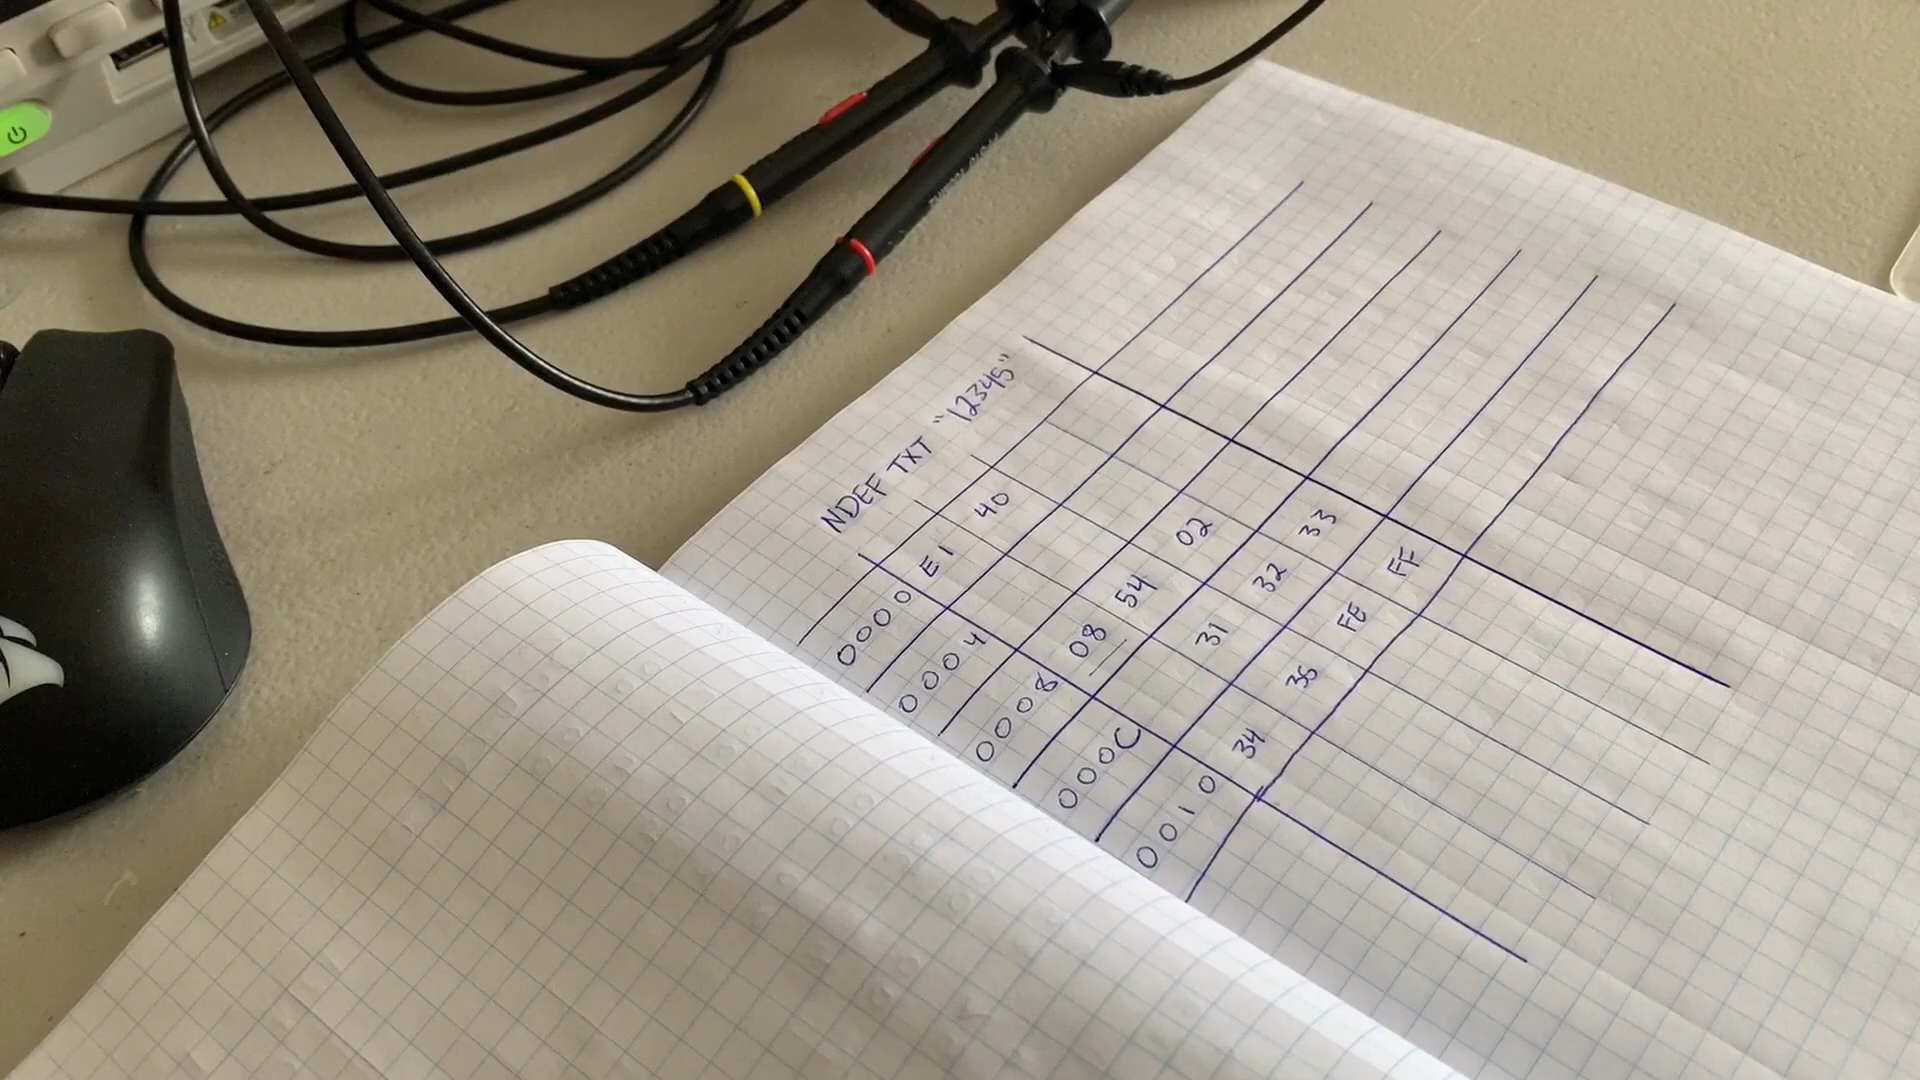 NDEF TXT "12345"
0000 E1 40
0004
0008 08 54 02
000C 31 32 33
0010 34 35 FE FF